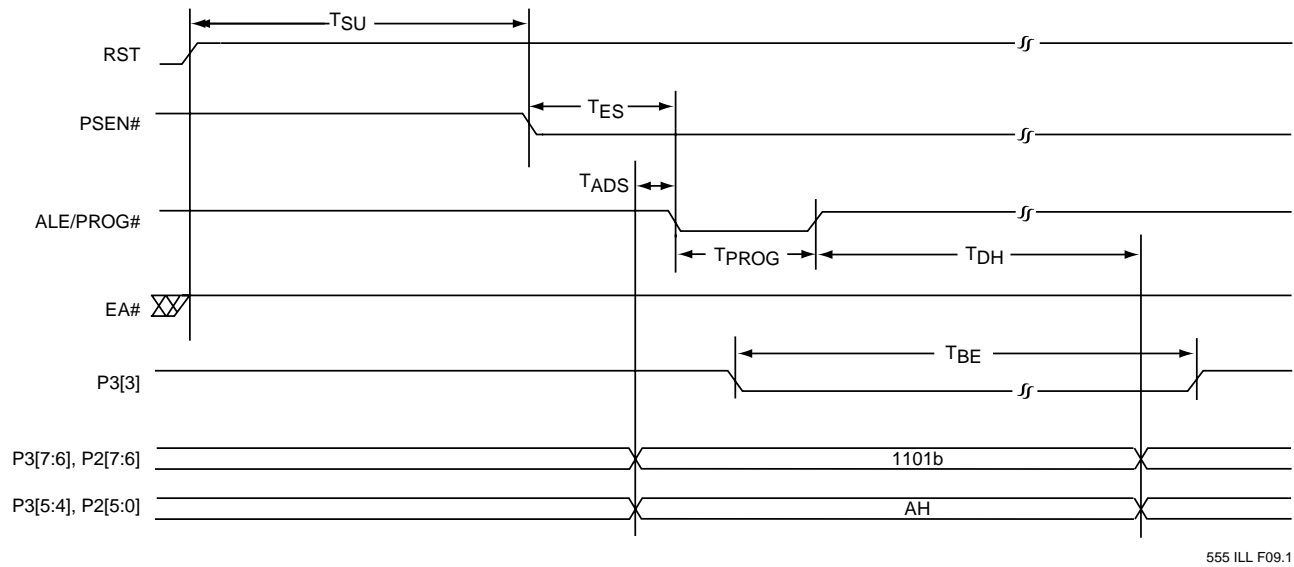 TSU
RST
TES
PSEN#
TADS
ALE/PROG#
TPROG
TDH
EA#
TBE
P3[3]
P3[7:6], P2[7:6]
1101b
P3[5:4], P2[5:0]
AH
555 ILL F09.1